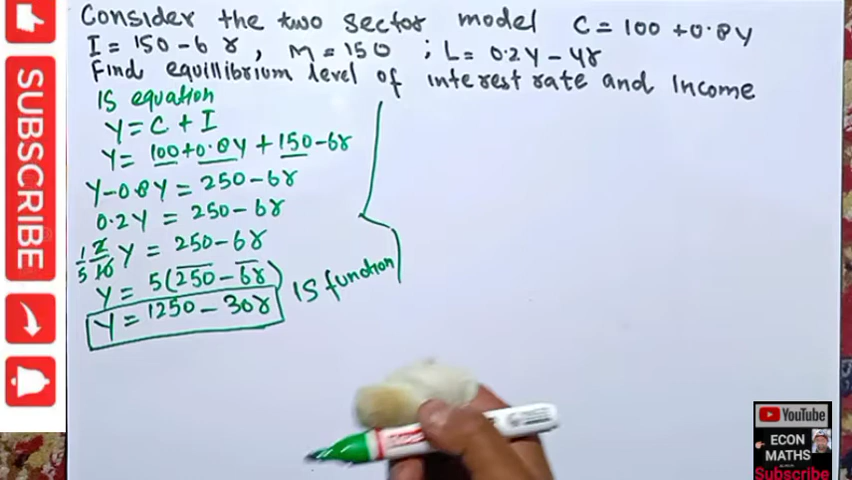 Consider the two sector model C = 100 + 0.8Y
I = 150 - 6r, M = 150 ; L = 0.2Y - 4r
Find equillibrium level of interest rate and Income
IS equation
Y = C + I
Y = 100 + 0.8Y + 150 - 6r
Y - 0.8Y = 250 - 6r
0.2Y = 250 - 6r
1/5 2/10 Y = 250 - 6r
Y = 5(250 - 6r)
Y = 1250 - 30r IS function
SUBSCRIBE
YouTube
ECON
MATHS
Subscribe